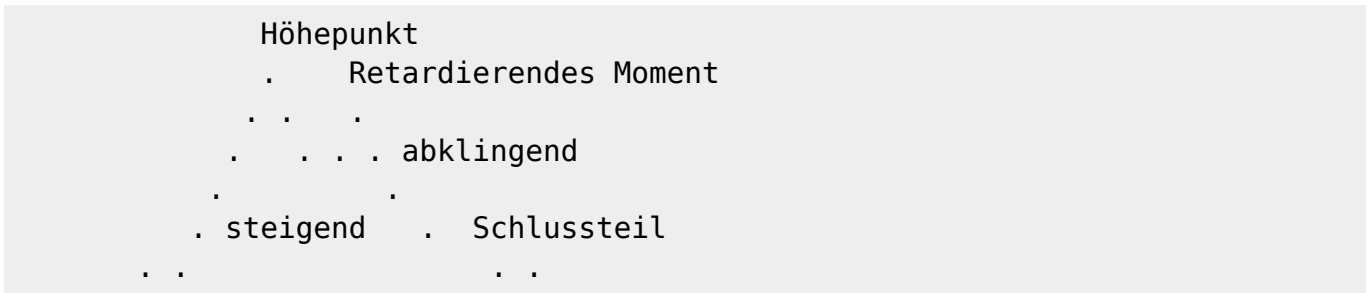 Höhepunkt
.    Retardierendes Moment
. .   .
.   . . . abklingend
.         .
. steigend   .  Schlussteil
. .                 . .